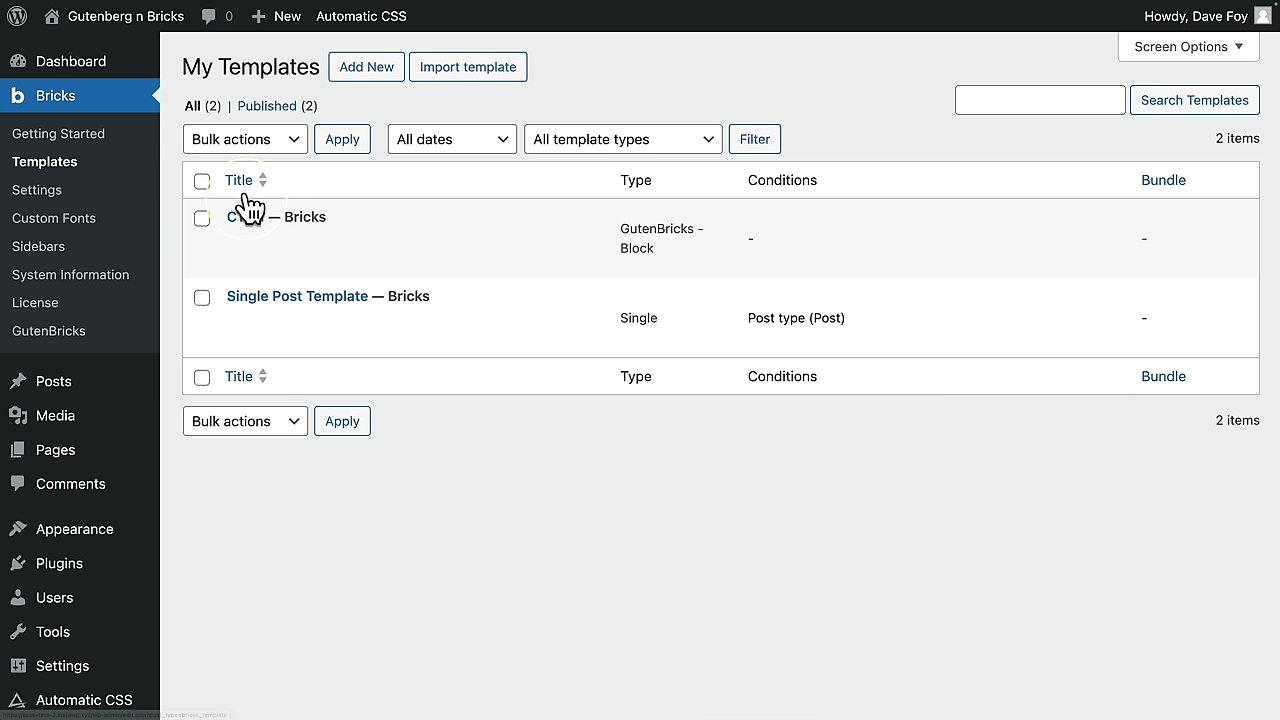 Gutenberg n Bricks 0 New Automatic CSS Howdy, Dave Foy
Screen Options
Dashboard
Bricks
Getting Started
Templates
Settings
Custom Fonts
Sidebars
System Information
License
GutenBricks
Posts
Media
Pages
Comments
Appearance
Plugins
Users
Tools
Settings
Automatic CSS
My Templates Add New Import template
All (2) | Published (2)
Search Templates
Bulk actions Apply All dates All template types Filter 2 items
Title Type Conditions Bundle
— Bricks
GutenBricks -
Block
- -
Single Post Template — Bricks
Single Post type (Post) -
Title Type Conditions Bundle
Bulk actions Apply 2 items